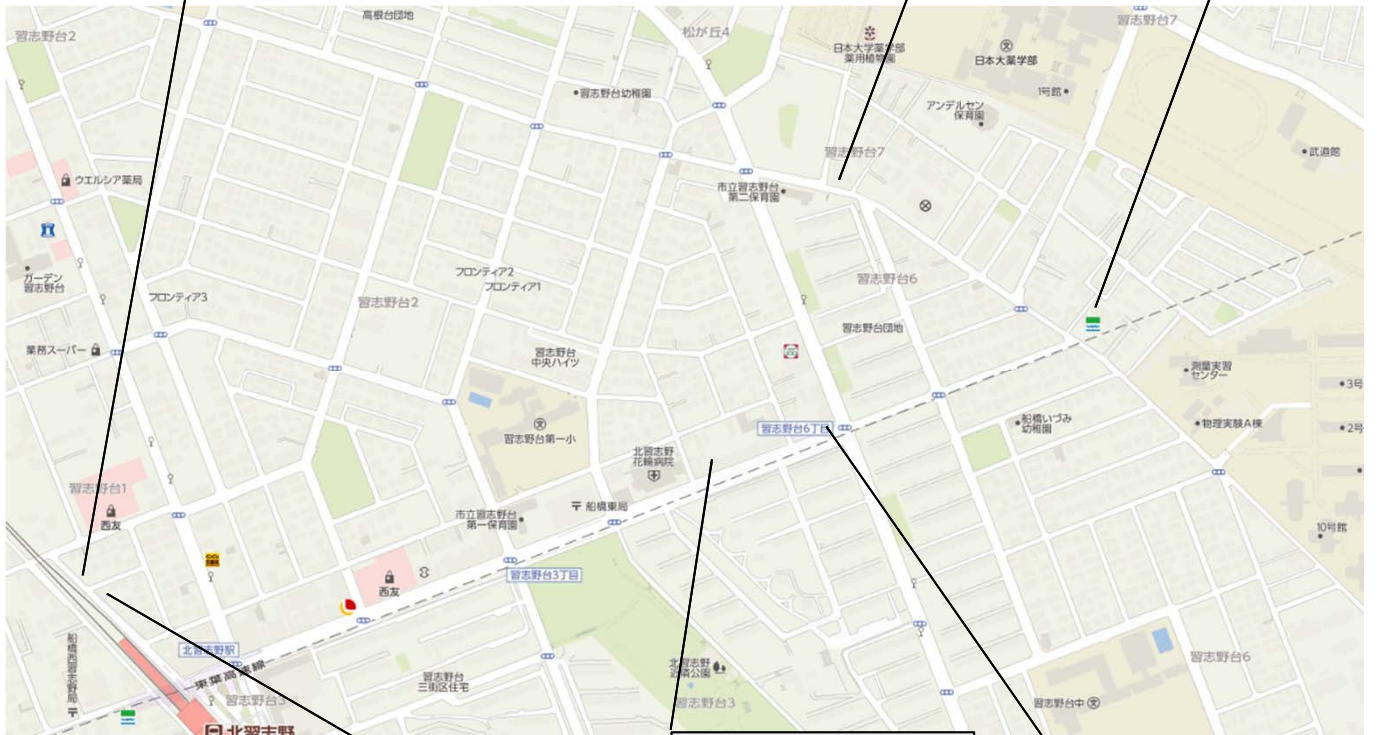 習志野台2
高根台団地
松が丘4
日本大学薬学部
薬用植物園
日本大薬学部
習志野台7
1号館
習志野台幼稚園
アンデルセン
保育園
武道館
習志野台7
ウエルシア薬局
市立習志野台
第二保育園
ガーデン
習志野台
フロンティア3
フロンティア2
フロンティア1
習志野台2
習志野台6
習志野台団地
業務スーパー
習志野台
中央ハイツ
測量実習
センター
3号
習志野台第一小
習志野台6丁目
船橋いづみ
幼稚園
物理実験A棟
2号
北習志野
花輪病院
習志野台1
西友
市立習志野台
第一保育園
船橋東局
10号館
習志野台3丁目
西友
船橋西習志野局
北習志野駅
東葉高速線
習志野台
三街区住宅
北習志野
近隣公園
習志野台6
習志野台3
習志野台3
習志野台中
北習志野